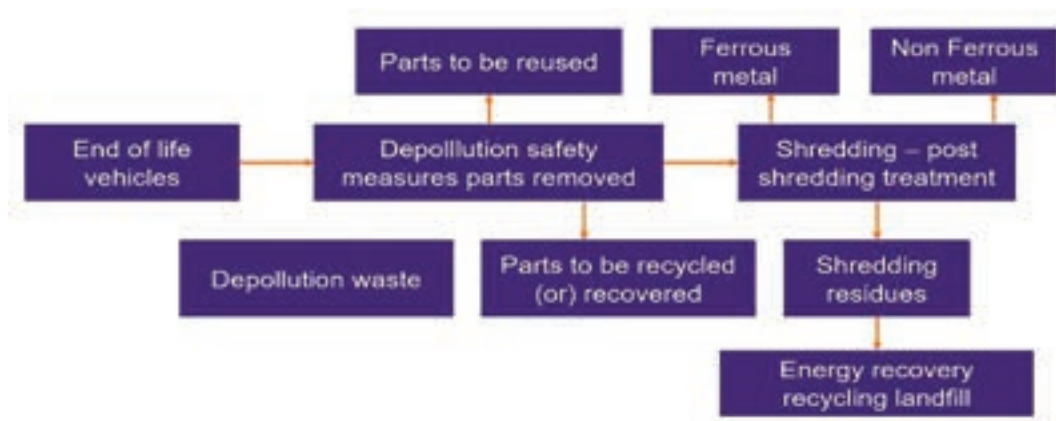 Parts to be reused
Ferrous
metal
Non Ferrous
metal
End of life
vehicles
Depolllution safety
measures parts removed
Shredding – post
shredding treatment
Depollution waste
Parts to be recycled
(or) recovered
Shredding
residues
Energy recovery
recycling landfill